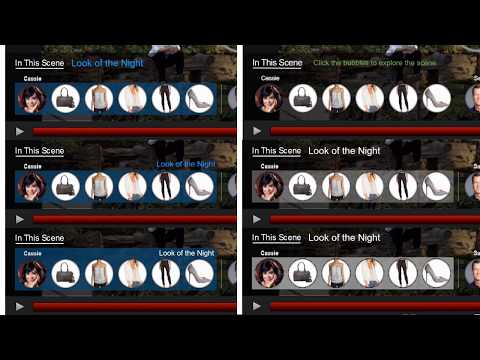 In This Scene Look of the Night
Cassie
In This Scene
Look of the Night
Cassie
In This Scene
Look of the Night
Cassie
In This Scene Click the bubbles to explore the scene
Cassie
In This Scene Look of the Night
In This Scene Look of the Night